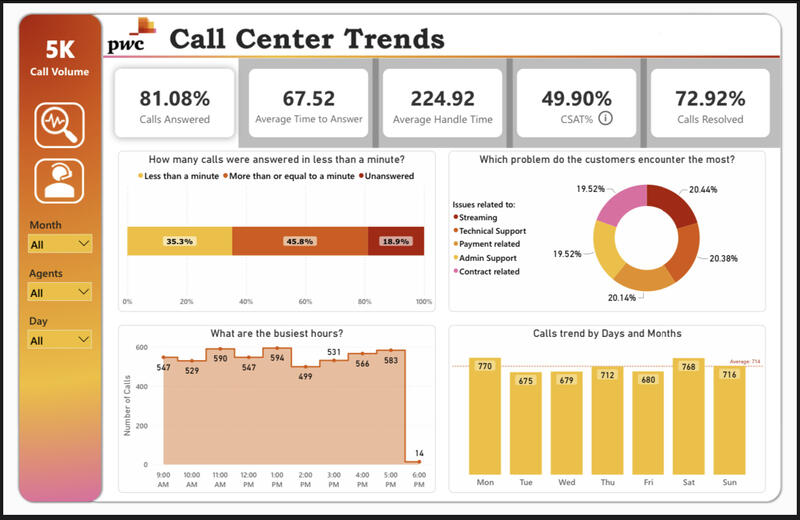 5K
Call Volume
Month
All
Agents
All
Day
All
pwc
Call Center Trends
81.08%
Calls Answered
67.52
Average Time to Answer
224.92
Average Handle Time
49.90%
CSAT% i
72.92%
Calls Resolved
How many calls were answered in less than a minute?
Less than a minute More than or equal to a minute Unanswered
35.3% 45.8% 18.9%
0% 20% 40% 60% 80% 100%
Which problem do the customers encounter the most?
Issues related to:
Streaming
Technical Support
Payment related
Admin Support
Contract related
19.52% 20.44%
19.52% 20.38%
20.14%
What are the busiest hours?
Number of Calls
600
400
200
0
547 529 590 547 594 499 531 566 583 14
9:00 10:00 11:00 12:00 1:00 2:00 3:00 4:00 5:00 6:00
AM AM AM PM PM PM PM PM PM PM
Calls trend by Days and Months
Average: 714
770 675 679 712 680 768 716
Mon Tue Wed Thu Fri Sat Sun